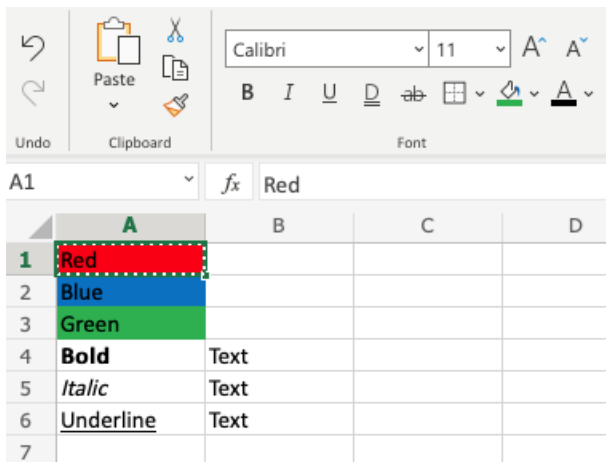 Paste
Calibri
11
A
A
B
I
U
D
ab
A
Undo
Clipboard
Font
A1
fx
Red
A
B
C
D
1
Red
2
Blue
3
Green
4
Bold
Text
5
Italic
Text
6
Underline
Text
7